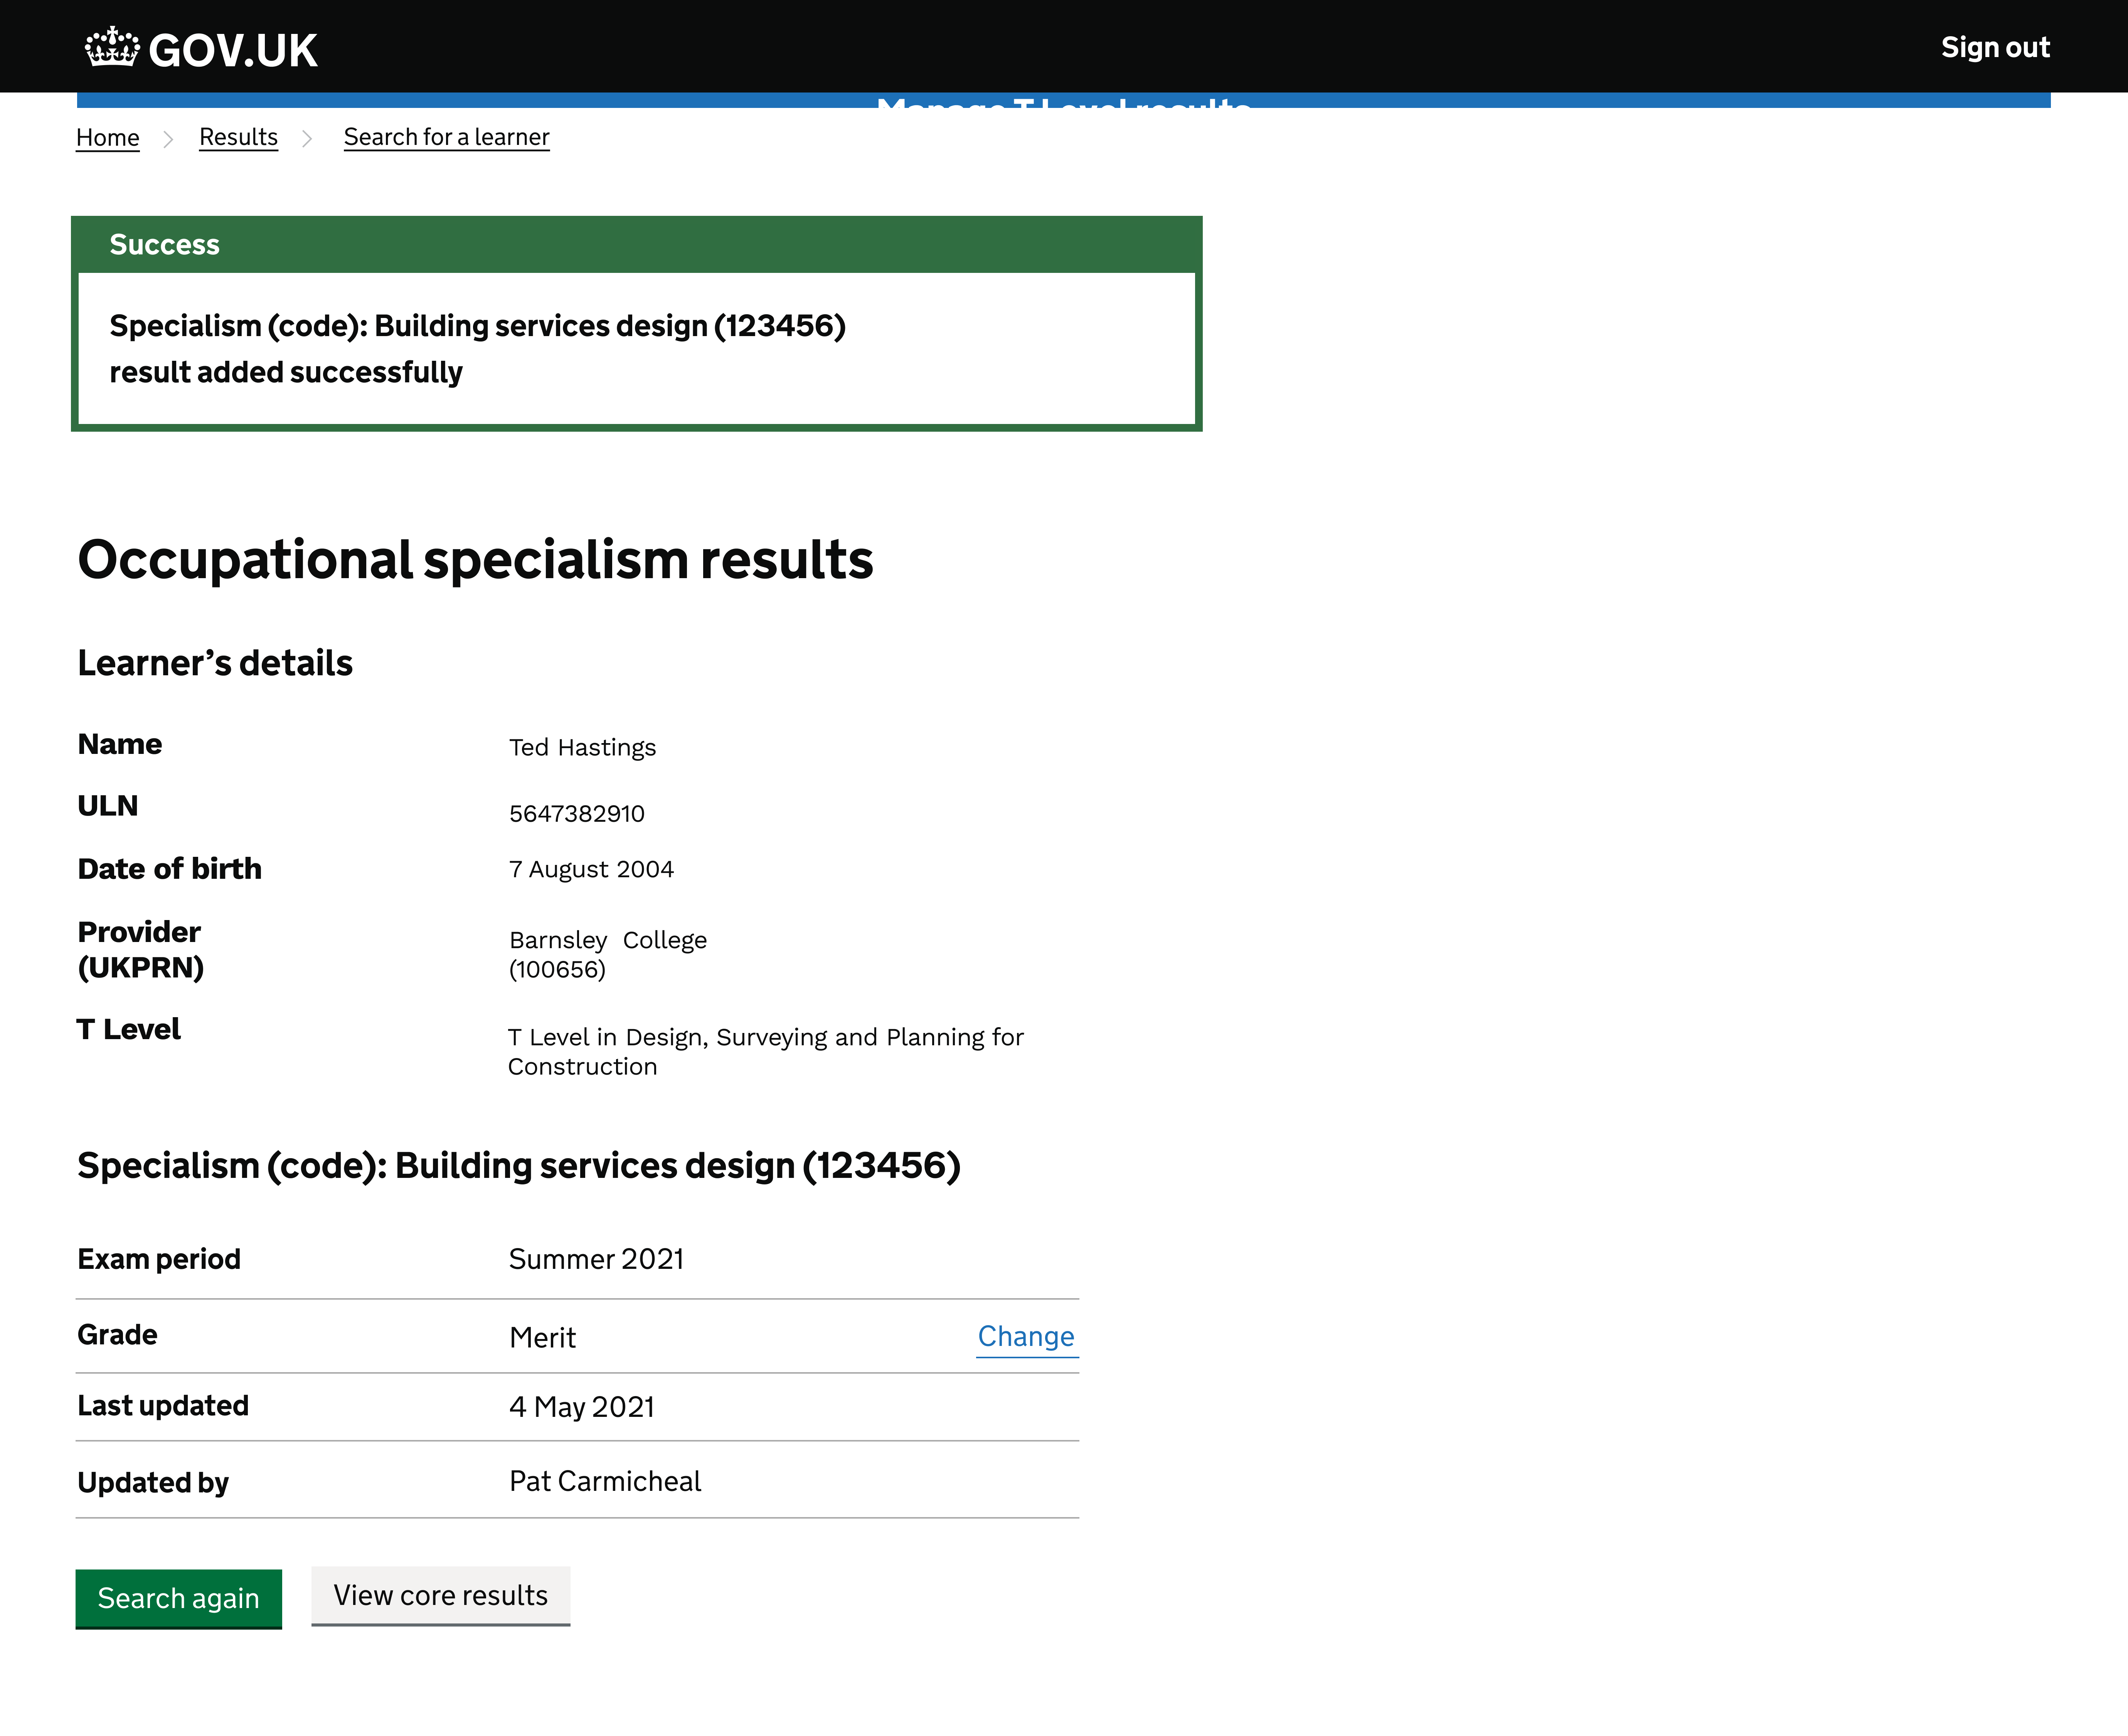 GOV.UK
Sign out
Manage T Level results
Home
Results
Search for a learner
Success
Specialism (code): Building services design (123456)
result added successfully
Occupational specialism results
Learner’s details
Name
Ted Hastings
ULN
5647382910
Date of birth
7 August 2004
Provider
(UKPRN)
Barnsley  College
(100656)
T Level
T Level in Design, Surveying and Planning for
Construction
Specialism (code): Building services design (123456)
Exam period
Summer 2021
Grade
Merit
Change
Last updated
4 May 2021
Updated by
Pat Carmicheal
Search again
View core results